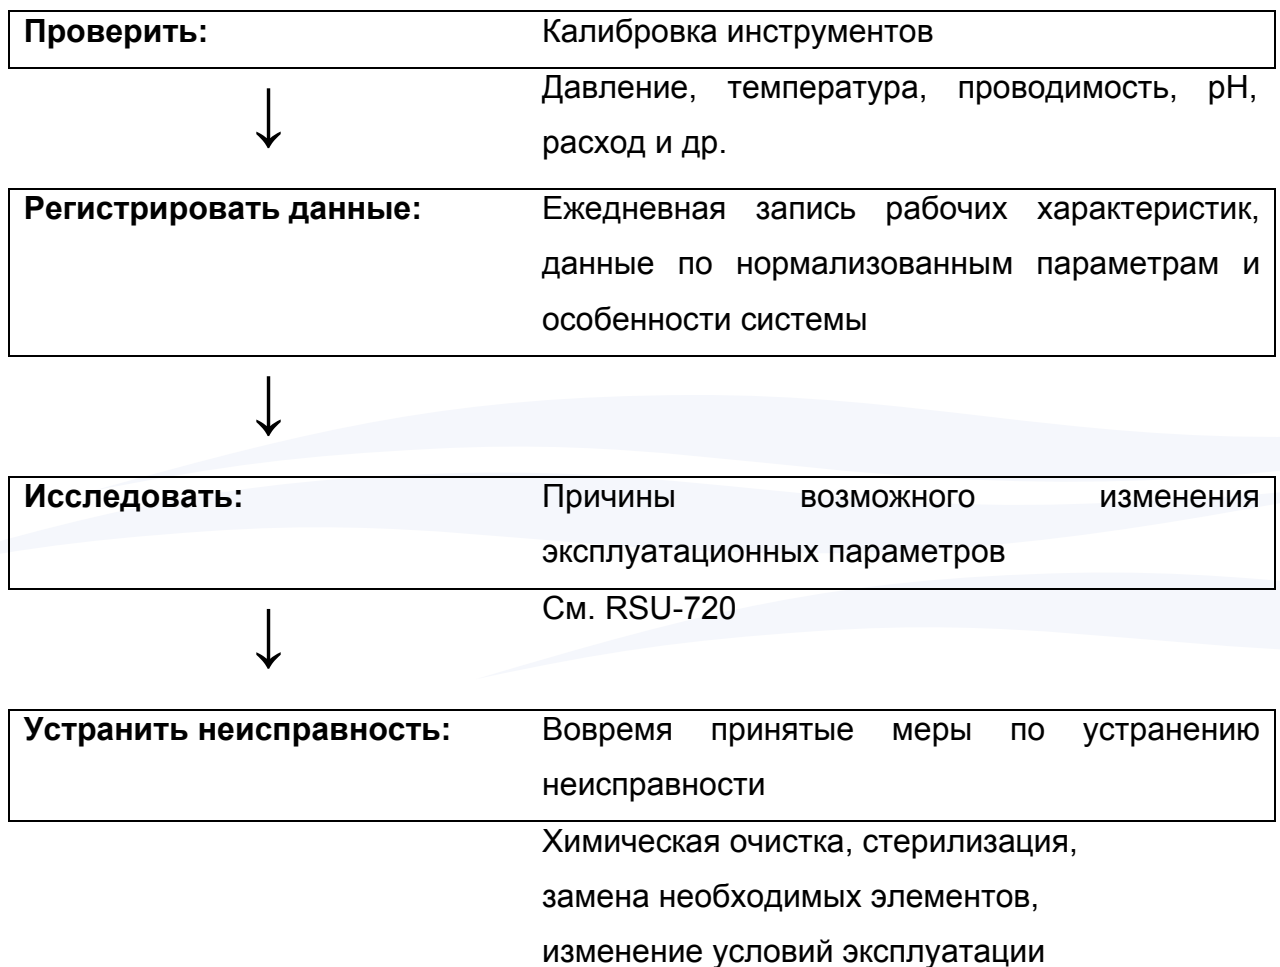 Проверить: Калибровка инструментов
Давление, температура, проводимость, pH,
расход и др.
Регистрировать данные: Ежедневная запись рабочих характеристик,
данные по нормализованным параметрам и
особенности системы
Исследовать: Причины возможного изменения
эксплуатационных параметров
См. RSU-720
Устранить неисправность: Вовремя принятые меры по устранению
неисправности
Химическая очистка, стерилизация,
замена необходимых элементов,
изменение условий эксплуатации